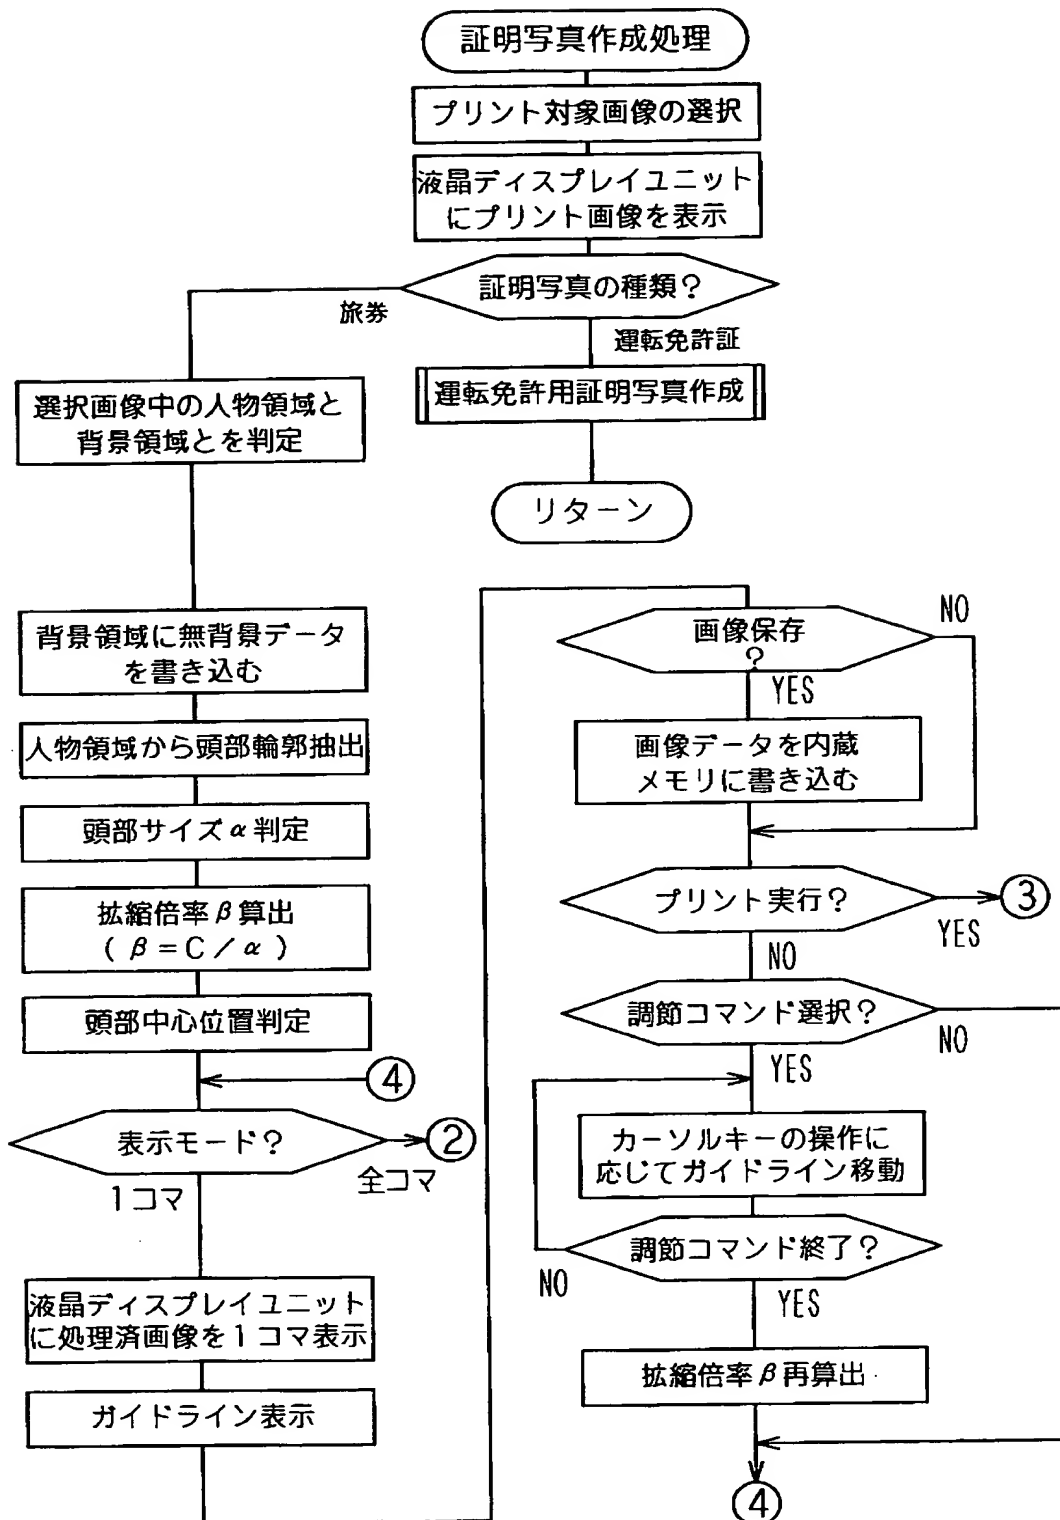 証明写真作成処理
プリント対象画像の選択
液晶ディスプレイユニット
にプリント画像を表示
証明写真の種類?
旅券
運転免許証
運転免許用証明写真作成
リターン
選択画像中の人物領域と
背景領域とを判定
背景領域に無背景データ
を書き込む
人物領域から頭部輪郭抽出
頭部サイズα判定
拡縮倍率β算出
(β=C/α)
頭部中心位置判定
④
表示モード?
②
1コマ
全コマ
液晶ディスプレイユニット
に処理済画像を1コマ表示
ガイドライン表示
画像保存
?
NO
YES
画像データを内蔵
メモリに書き込む
プリント実行?
③
YES
NO
調節コマンド選択?
NO
YES
カーソルキーの操作に
応じてガイドライン移動
調節コマンド終了?
NO
YES
拡縮倍率β再算出
④